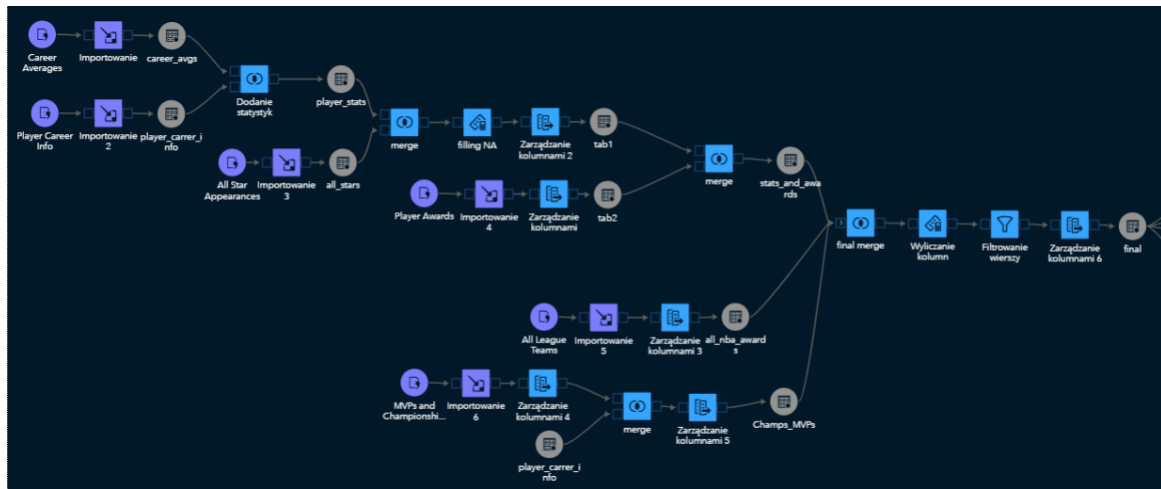 Career
Averages
Importowanie
career_avgs
Dodanie
statystyk
player_stats
Player Career
Info
Importowanie
2
player_carrer_i
nfo
merge
filling NA
Zarządzanie
kolumnami 2
tab1
All Star
Appearances
Importowanie
3
all_stars
merge
stats_and_awa
rds
Player Awards
Importowanie
4
Zarządzanie
kolumnami
tab2
final merge
Wyliczanie
kolumn
Filtrowanie
wierszy
Zarządzanie
kolumnami 6
final
All League
Teams
Importowanie
5
Zarządzanie
kolumnami 3
all_nba_award
s
MVPs and
Championshi...
Importowanie
6
Zarządzanie
kolumnami 4
merge
Zarządzanie
kolumnami 5
Champs_MVPs
player_carrer_i
nfo